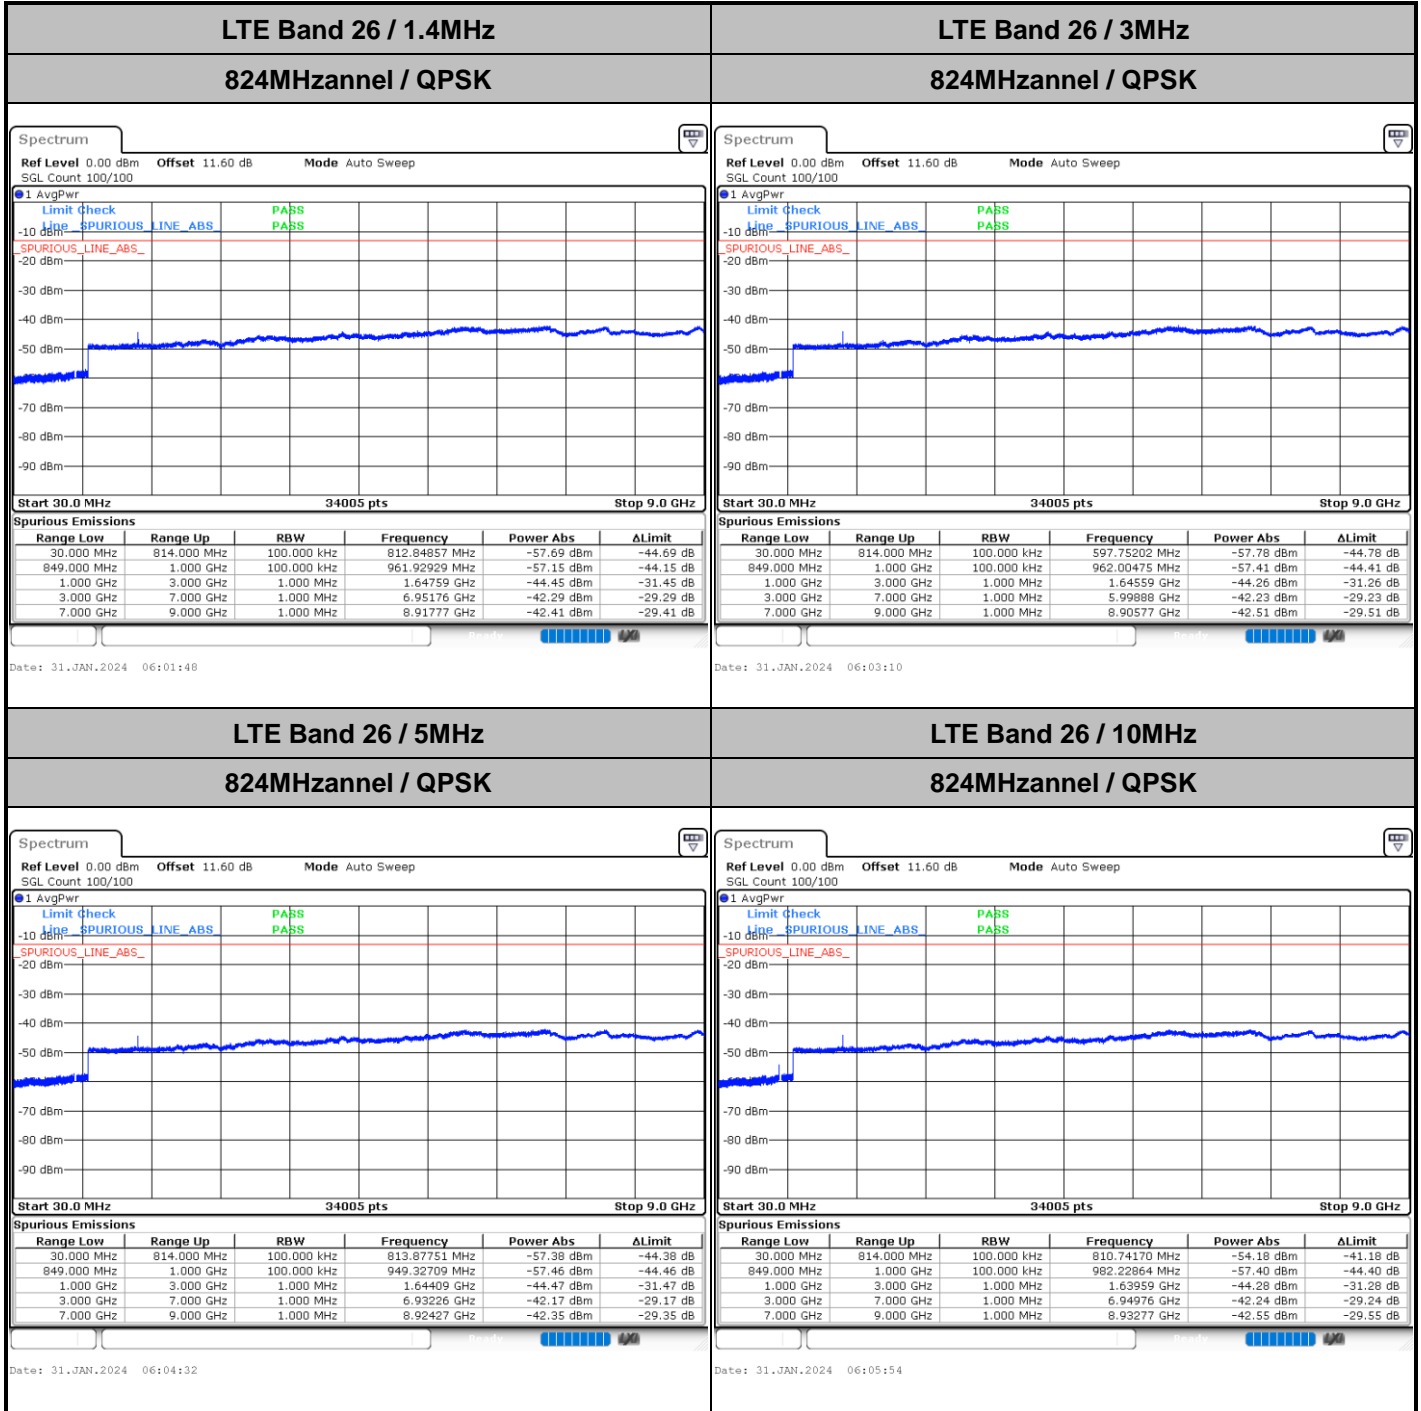 LTE Band 26 / 1.4MHz
824MHzannel / QPSK
Spectrum
Ref Level 0.00 dBm Offset 11.60 dB Mode Auto Sweep
SGL Count 100/100
1 AvgPwr
Limit Check PASS
Line _SPURIOUS_LINE_ABS_ PASS
-10 dBm
_SPURIOUS_LINE_ABS_
-20 dBm
-30 dBm
-40 dBm
-50 dBm
-70 dBm
-80 dBm
-90 dBm
Start 30.0 MHz 34005 pts Stop 9.0 GHz
Spurious Emissions
Range Low Range Up RBW Frequency Power Abs ΔLimit
30.000 MHz 814.000 MHz 100.000 kHz 812.84857 MHz -57.69 dBm -44.69 dB
849.000 MHz 1.000 GHz 100.000 kHz 961.92929 MHz -57.15 dBm -44.15 dB
1.000 GHz 3.000 GHz 1.000 MHz 1.64759 GHz -44.45 dBm -31.45 dB
3.000 GHz 7.000 GHz 1.000 MHz 6.95176 GHz -42.29 dBm -29.29 dB
7.000 GHz 9.000 GHz 1.000 MHz 8.91777 GHz -42.41 dBm -29.41 dB
Ready
Date: 31.JAN.2024 06:01:48
LTE Band 26 / 3MHz
824MHzannel / QPSK
Spectrum
Ref Level 0.00 dBm Offset 11.60 dB Mode Auto Sweep
SGL Count 100/100
1 AvgPwr
Limit Check PASS
Line _SPURIOUS_LINE_ABS_ PASS
-10 dBm
_SPURIOUS_LINE_ABS_
-20 dBm
-30 dBm
-40 dBm
-50 dBm
-70 dBm
-80 dBm
-90 dBm
Start 30.0 MHz 34005 pts Stop 9.0 GHz
Spurious Emissions
Range Low Range Up RBW Frequency Power Abs ΔLimit
30.000 MHz 814.000 MHz 100.000 kHz 597.75202 MHz -57.78 dBm -44.78 dB
849.000 MHz 1.000 GHz 100.000 kHz 962.00475 MHz -57.41 dBm -44.41 dB
1.000 GHz 3.000 GHz 1.000 MHz 1.64559 GHz -44.26 dBm -31.26 dB
3.000 GHz 7.000 GHz 1.000 MHz 5.99888 GHz -42.23 dBm -29.23 dB
7.000 GHz 9.000 GHz 1.000 MHz 8.90577 GHz -42.51 dBm -29.51 dB
Ready
Date: 31.JAN.2024 06:03:10
LTE Band 26 / 5MHz
824MHzannel / QPSK
Spectrum
Ref Level 0.00 dBm Offset 11.60 dB Mode Auto Sweep
SGL Count 100/100
1 AvgPwr
Limit Check PASS
Line _SPURIOUS_LINE_ABS_ PASS
-10 dBm
_SPURIOUS_LINE_ABS_
-20 dBm
-30 dBm
-40 dBm
-50 dBm
-70 dBm
-80 dBm
-90 dBm
Start 30.0 MHz 34005 pts Stop 9.0 GHz
Spurious Emissions
Range Low Range Up RBW Frequency Power Abs ΔLimit
30.000 MHz 814.000 MHz 100.000 kHz 813.87751 MHz -57.38 dBm -44.38 dB
849.000 MHz 1.000 GHz 100.000 kHz 949.32709 MHz -57.46 dBm -44.46 dB
1.000 GHz 3.000 GHz 1.000 MHz 1.64409 GHz -44.47 dBm -31.47 dB
3.000 GHz 7.000 GHz 1.000 MHz 6.93226 GHz -42.17 dBm -29.17 dB
7.000 GHz 9.000 GHz 1.000 MHz 8.92427 GHz -42.35 dBm -29.35 dB
Ready
Date: 31.JAN.2024 06:04:32
LTE Band 26 / 10MHz
824MHzannel / QPSK
Spectrum
Ref Level 0.00 dBm Offset 11.60 dB Mode Auto Sweep
SGL Count 100/100
1 AvgPwr
Limit Check PASS
Line _SPURIOUS_LINE_ABS_ PASS
-10 dBm
_SPURIOUS_LINE_ABS_
-20 dBm
-30 dBm
-40 dBm
-50 dBm
-70 dBm
-80 dBm
-90 dBm
Start 30.0 MHz 34005 pts Stop 9.0 GHz
Spurious Emissions
Range Low Range Up RBW Frequency Power Abs ΔLimit
30.000 MHz 814.000 MHz 100.000 kHz 810.74170 MHz -54.18 dBm -41.18 dB
849.000 MHz 1.000 GHz 100.000 kHz 982.22864 MHz -57.40 dBm -44.40 dB
1.000 GHz 3.000 GHz 1.000 MHz 1.63959 GHz -44.28 dBm -31.28 dB
3.000 GHz 7.000 GHz 1.000 MHz 6.94976 GHz -42.24 dBm -29.24 dB
7.000 GHz 9.000 GHz 1.000 MHz 8.93277 GHz -42.55 dBm -29.55 dB
Ready
Date: 31.JAN.2024 06:05:54